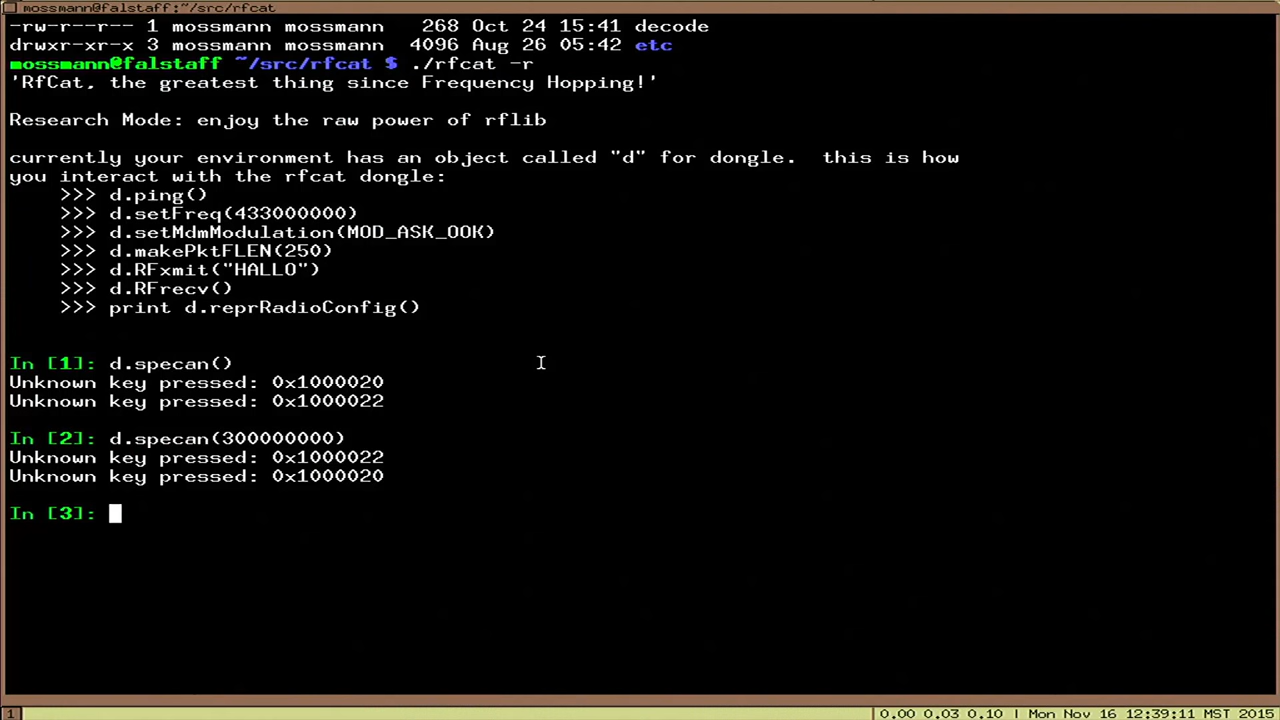 mossmann@falstaff:~/src/rfcat
-rw-r--r-- 1 mossmann mossmann   268 Oct 24 15:41 decode
drwxr-xr-x 3 mossmann mossmann  4096 Aug 26 05:42 etc
mossmann@falstaff ~/src/rfcat $ ./rfcat -r
'RfCat, the greatest thing since Frequency Hopping!'
Research Mode: enjoy the raw power of rflib
currently your environment has an object called "d" for dongle.  this is how
you interact with the rfcat dongle:
    >>> d.ping()
    >>> d.setFreq(433000000)
    >>> d.setMdmModulation(MOD_ASK_OOK)
    >>> d.makePktFLEN(250)
    >>> d.RFxmit("HALLO")
    >>> d.RFrecv()
    >>> print d.reprRadioConfig()
In [1]: d.specan()
Unknown key pressed: 0x1000020
Unknown key pressed: 0x1000022
In [2]: d.specan(300000000)
Unknown key pressed: 0x1000022
Unknown key pressed: 0x1000020
In [3]:
1
0.00 0.03 0.10 | Mon Nov 16 12:39:11 MST 2015